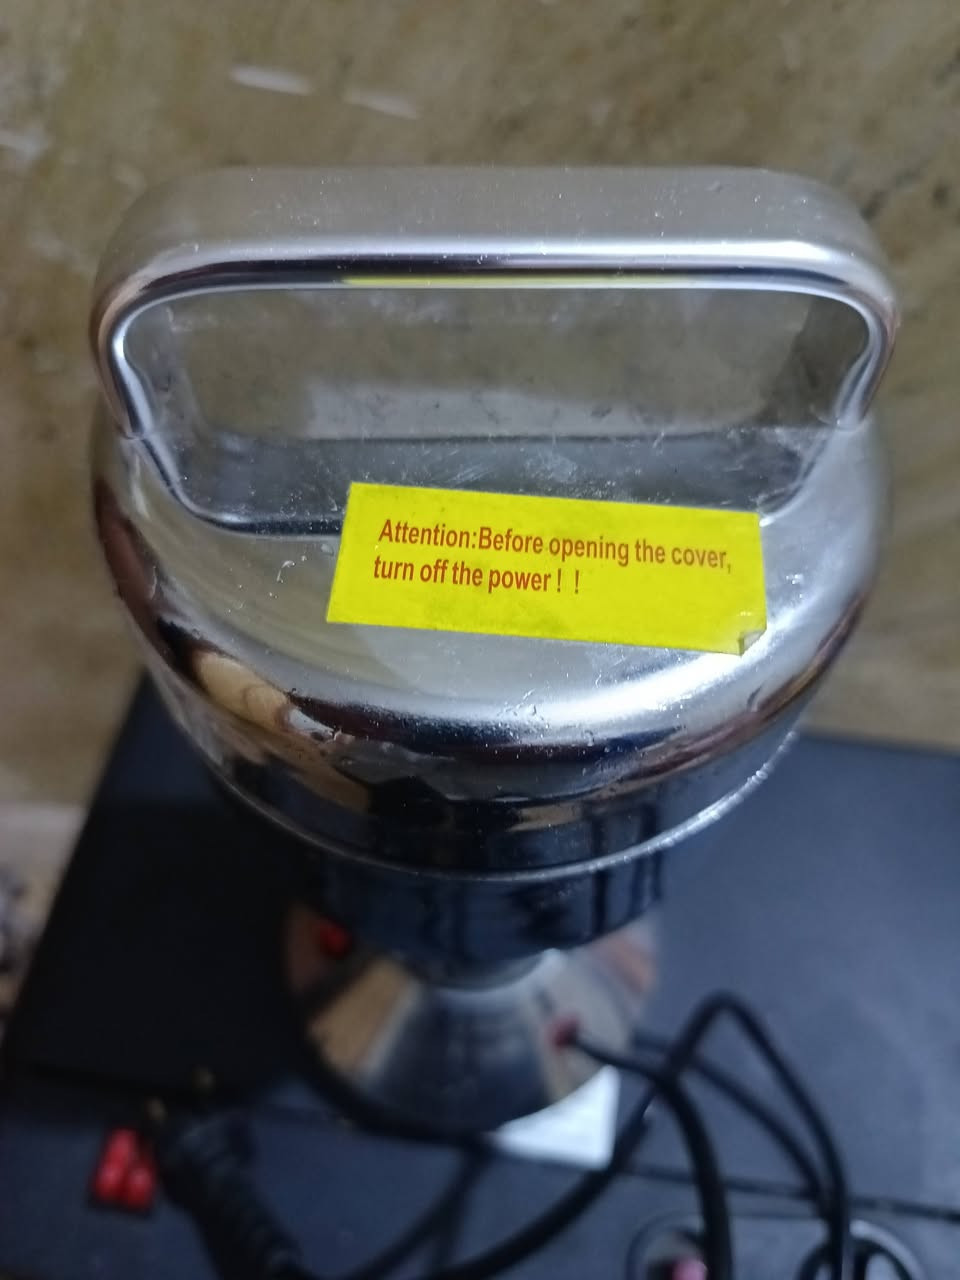 Attention:Before opening the cover,
turn off the power！！